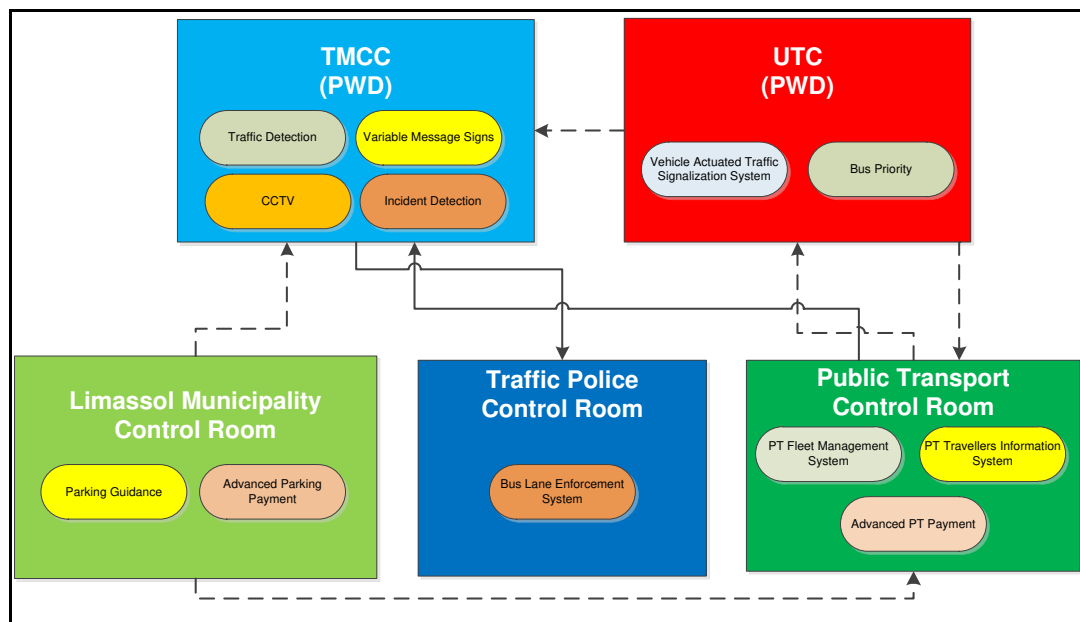 TMCC
(PWD)
Traffic Detection
Variable Message Signs
CCTV
Incident Detection
UTC
(PWD)
Vehicle Actuated Traffic
Signalization System
Bus Priority
Limassol Municipality
Control Room
Parking Guidance
Advanced Parking
Payment
Traffic Police
Control Room
Bus Lane Enforcement
System
Public Transport
Control Room
PT Fleet Management
System
PT Travellers Information
System
Advanced PT Payment